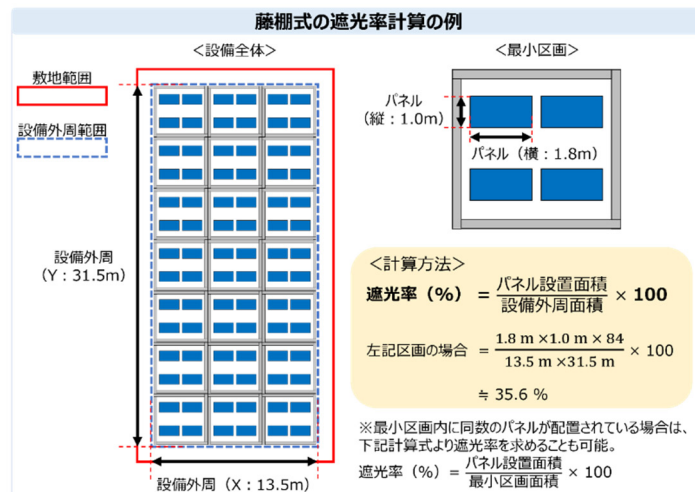 藤棚式の遮光率計算の例
＜設備全体＞
敷地範囲
設備外周範囲
設備外周
（Y：31.5m）
設備外周（X：13.5m）
＜最小区画＞
パネル
（縦：1.0m）
パネル（横：1.8m）
＜計算方法＞
遮光率（%）= パネル設置面積 / 設備外周面積 × 100
左記区画の場合 = 1.8 m ×1.0 m × 84 / 13.5 m ×31.5 m × 100
≒ 35.6 %
※最小区画内に同数のパネルが配置されている場合は、
下記計算式より遮光率を求めることも可能。
遮光率（%）= パネル設置面積 / 最小区画面積 × 100